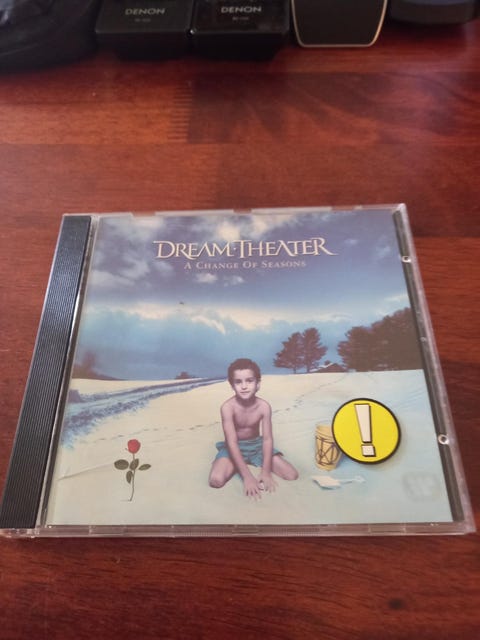 DENON
DENON
DREAM·THEATER
A CHANGE OF SEASONS
!